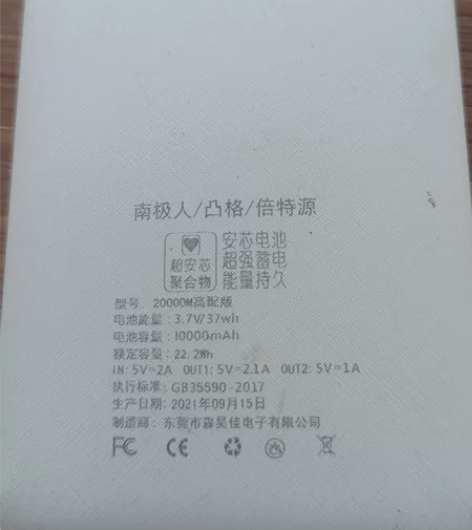 南极人/凸格/倍特源
超安芯
聚合物
安芯电池
超强蓄电
能量持久
型号: 20000M高配版
电池能量: 3.7V/37wh
电池容量: 10000mAh
额定容量: 22.2Wh
IN: 5V=2A OUT1: 5V=2.1A OUT2: 5V=1A
执行标准: GB35590-2017
生产日期: 2021年09月15日
制造商: 东莞市森昊佳电子有限公司
FC CE